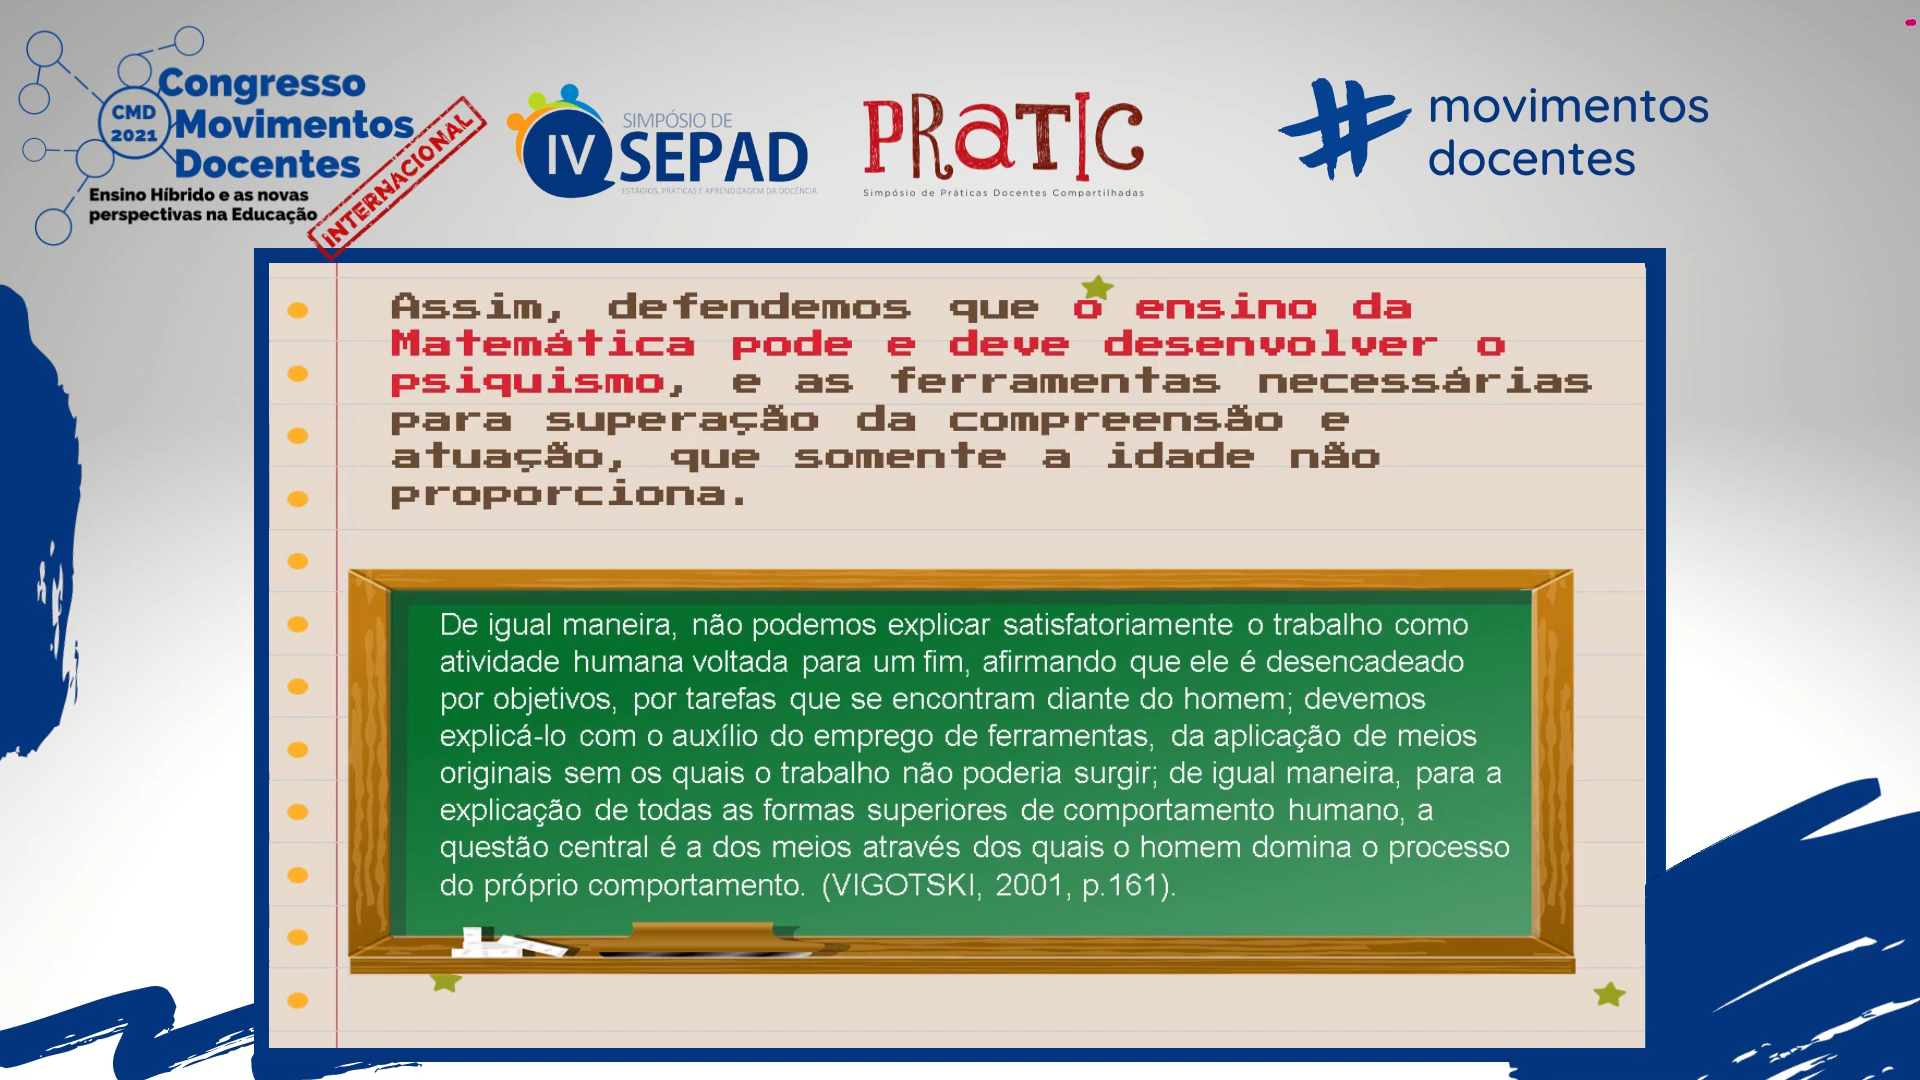 Congresso
Movimentos
Docentes
CMD
2021
Ensino Híbrido e as novas
perspectivas na Educação
INTERNACIONAL
IV
SIMPÓSIO DE
SEPAD
ESTÁGIOS, PRÁTICAS E APRENDIZAGEM DA DOCÊNCIA
PRATIC
Simpósio de Práticas Docentes Compartilhadas
#
movimentos
docentes
Assim, defendemos que o ensino da
Matemática pode e deve desenvolver o
psiquismo, e as ferramentas necessárias
para superação da compreensão e
atuação, que somente a idade não
proporciona.
De igual maneira, não podemos explicar satisfatoriamente o trabalho como
atividade humana voltada para um fim, afirmando que ele é desencadeado
por objetivos, por tarefas que se encontram diante do homem; devemos
explicá-lo com o auxílio do emprego de ferramentas, da aplicação de meios
originais sem os quais o trabalho não poderia surgir; de igual maneira, para a
explicação de todas as formas superiores de comportamento humano, a
questão central é a dos meios através dos quais o homem domina o processo
do próprio comportamento. (VIGOTSKI, 2001, p.161).